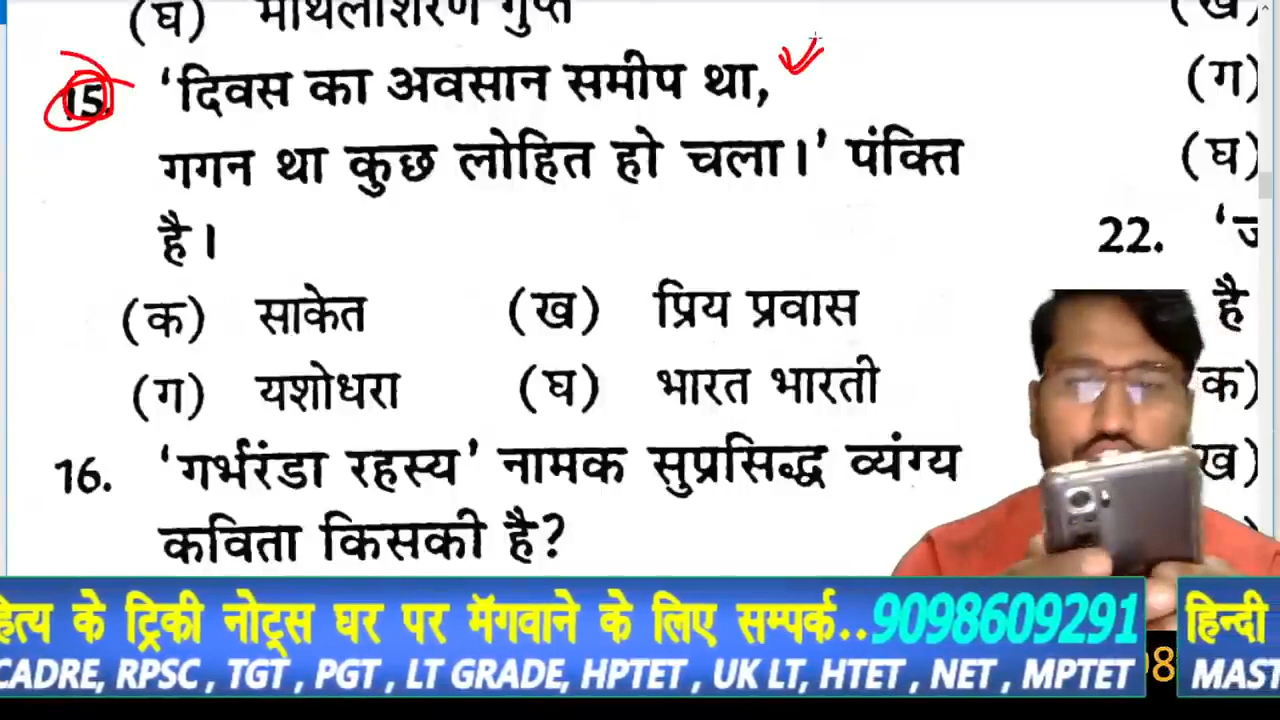 (घ) मैथिलीशरण गुप्त
15. ‘दिवस का अवसान समीप था,
गगन था कुछ लोहित हो चला।’ पंक्ति
है।
(क) साकेत (ख) प्रिय प्रवास
(ग) यशोधरा (घ) भारत भारती
16. ‘गर्भरंडा रहस्य’ नामक सुप्रसिद्ध व्यंग्य
कविता किसकी है?
(ख)
(ग)
(घ)
22.
है
क)
ख)
के ट्रिकी नोट्स घर पर मॅगवाने के लिए सम्पर्क..9098609291 हिन्दी
CADRE, RPSC , TGT , PGT , LT GRADE, HPTET , UK LT, HTET , NET , MPTET